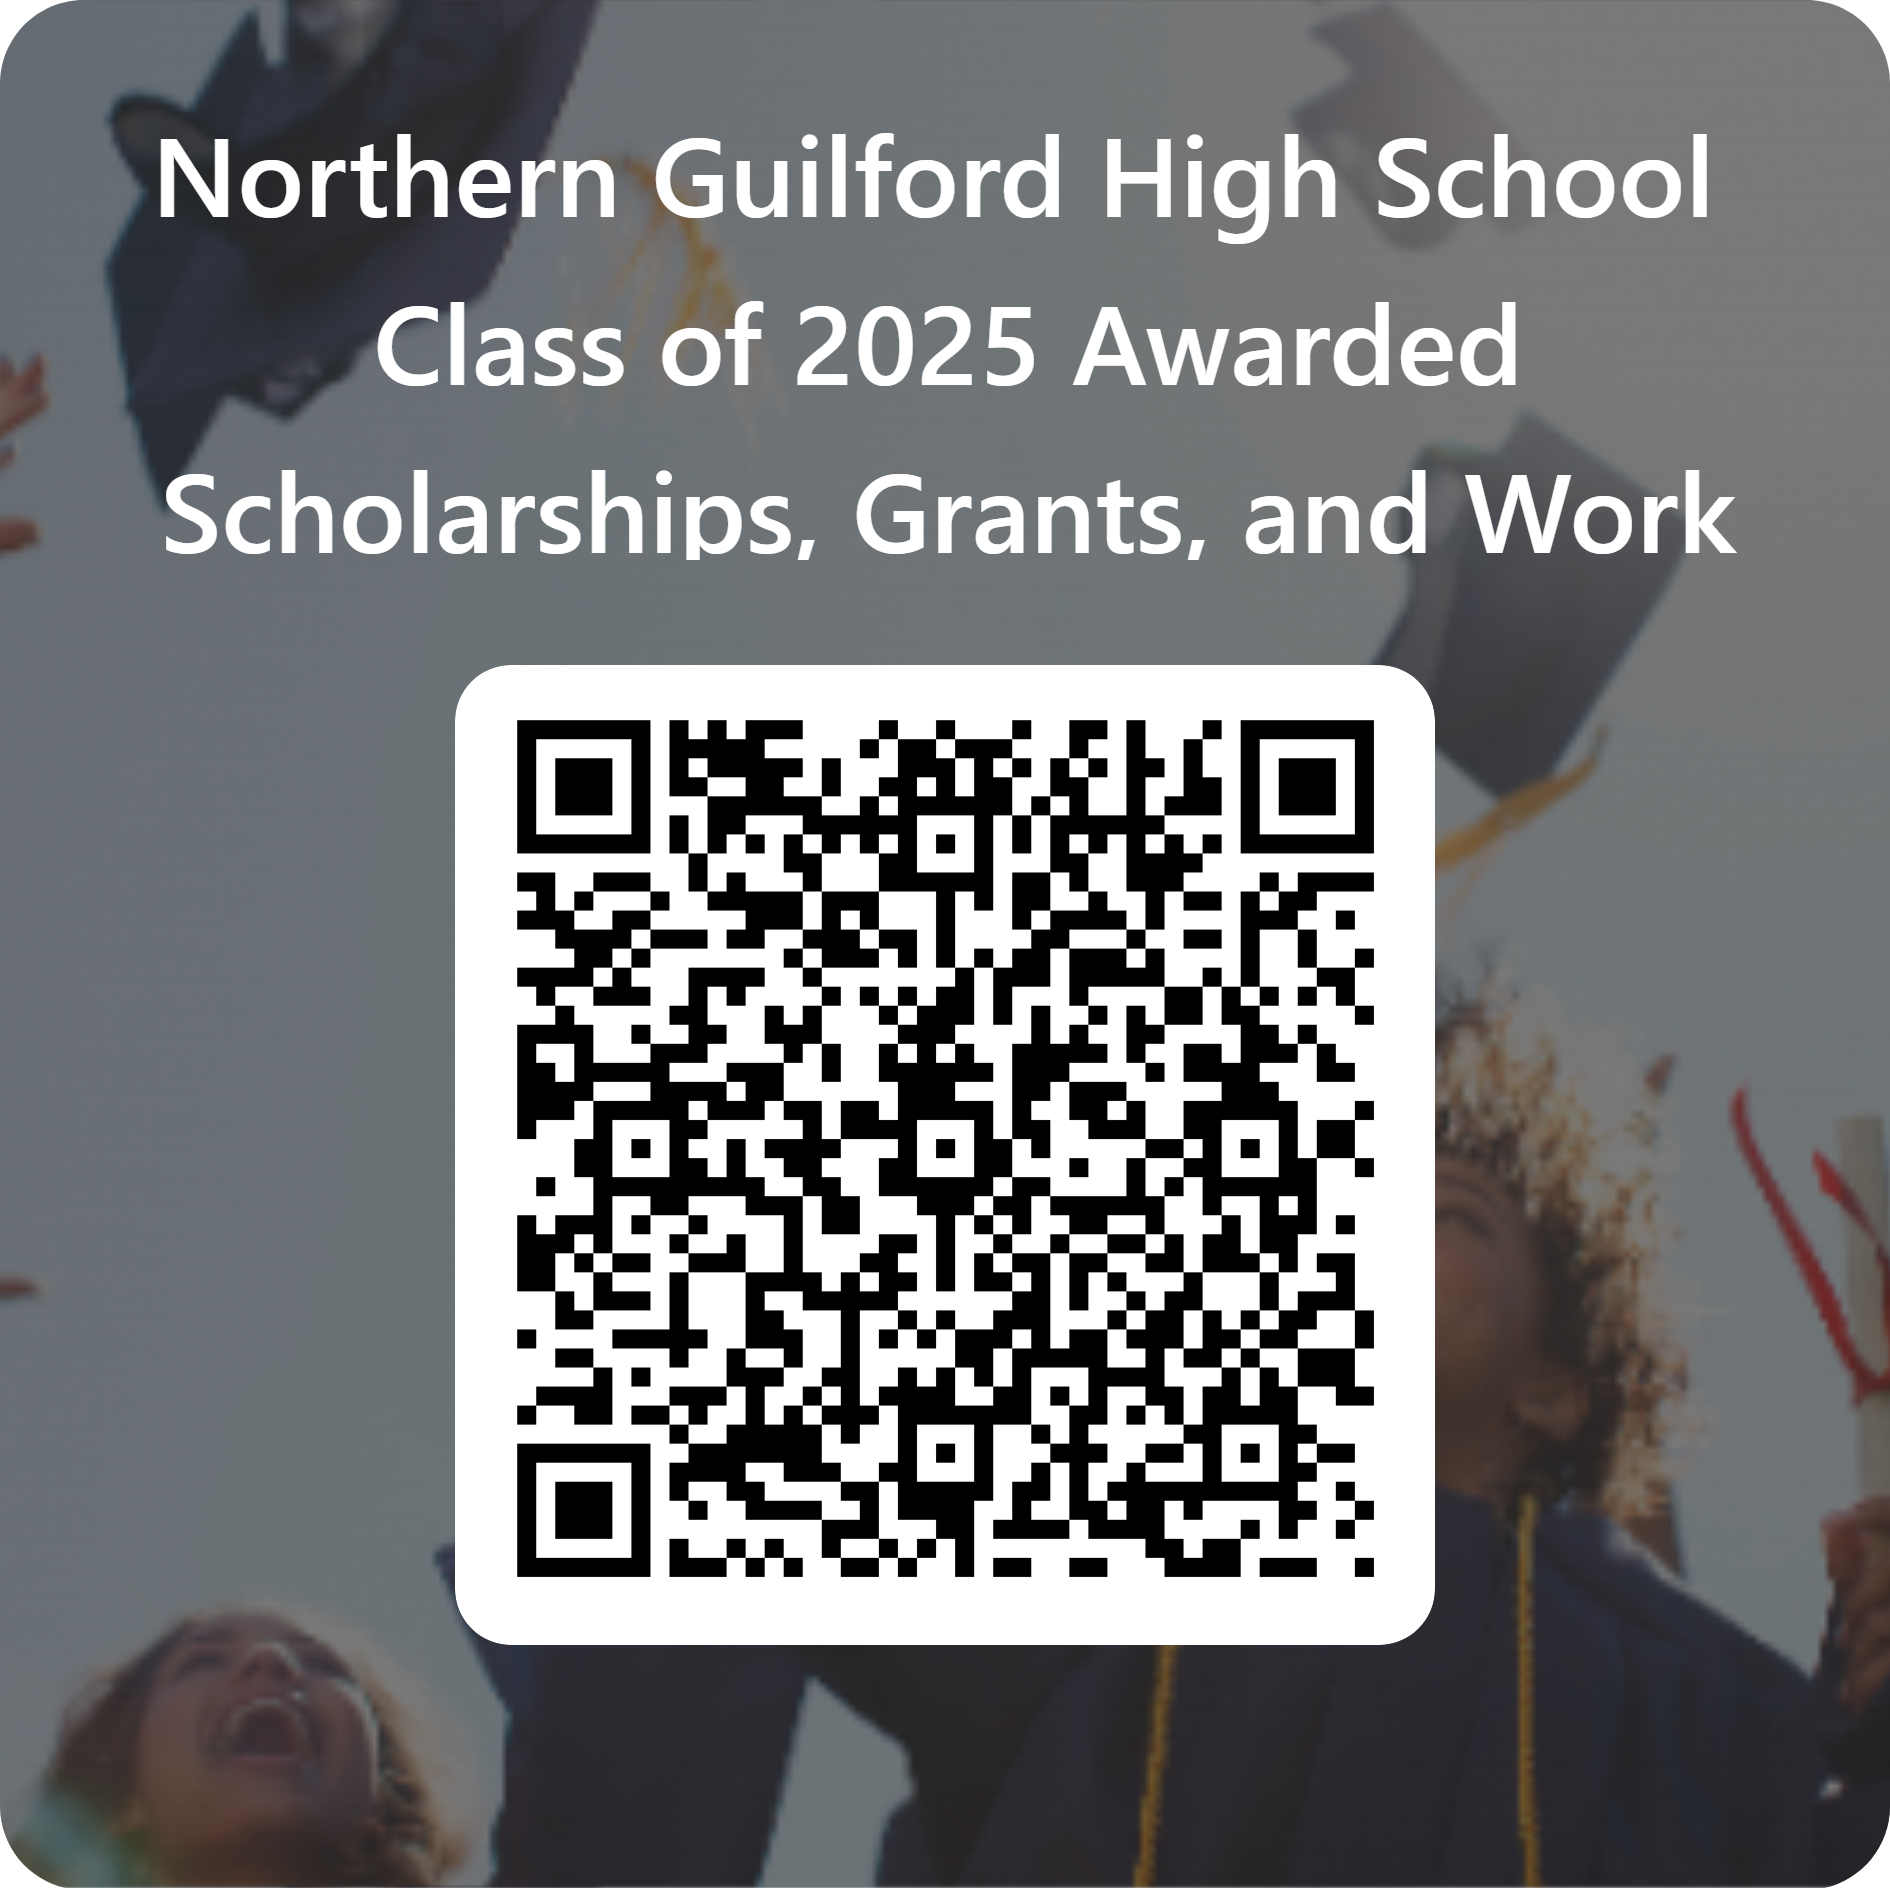 Northern Guilford High School
Class of 2025 Awarded
Scholarships, Grants, and Work